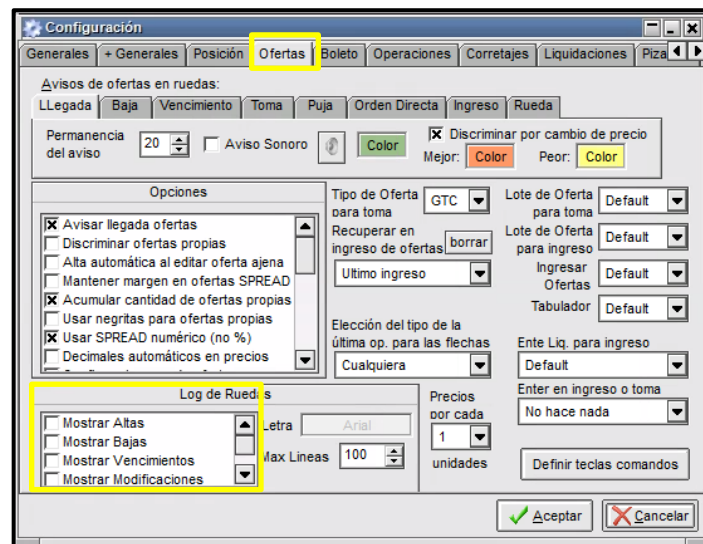 Configuración
Generales + Generales Posición Ofertas Boleto Operaciones Corretajes Liquidaciones Piza
Avisos de ofertas en ruedas:
LLegada Baja Vencimiento Toma Puja Orden Directa Ingreso Rueda
Permanencia del aviso 20 Aviso Sonoro Color
Discriminar por cambio de precio
Mejor: Color Peor: Color
Opciones
Avisar llegada ofertas
Discriminar ofertas propias
Alta automática al editar oferta ajena
Mantener margen en ofertas SPREAD
Acumular cantidad de ofertas propias
Usar negritas para ofertas propias
Usar SPREAD numérico (no %)
Decimales automáticos en precios
Tipo de Oferta
para toma
GTC
Recuperar en
ingreso de ofertas
borrar
Ultimo ingreso
Elección del tipo de la
última op. para las flechas
Cualquiera
Lote de Oferta
para toma
Default
Lote de Oferta
para ingreso
Default
Ingresar
Ofertas
Default
Tabulador Default
Ente Liq. para ingreso
Default
Enter en ingreso o toma
No hace nada
Log de Ruedas
Mostrar Altas
Mostrar Bajas
Mostrar Vencimientos
Mostrar Modificaciones
Letra Arial
Max Lineas 100
Precios
por cada
1
unidades
Definir teclas comandos
Aceptar Cancelar